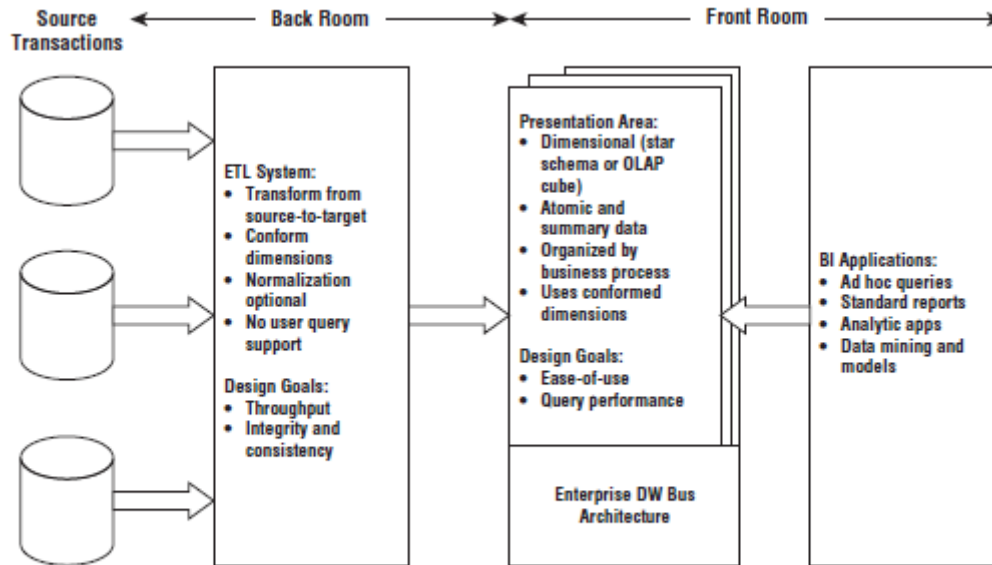 Source
Transactions
Back Room
Front Room
ETL System:
• Transform from
source-to-target
• Conform
dimensions
• Normalization
optional
• No user query
support
Design Goals:
• Throughput
• Integrity and
consistency
Presentation Area:
• Dimensional (star
schema or OLAP
cube)
• Atomic and
summary data
• Organized by
business process
• Uses conformed
dimensions
Design Goals:
• Ease-of-use
• Query performance
Enterprise DW Bus
Architecture
BI Applications:
• Ad hoc queries
• Standard reports
• Analytic apps
• Data mining and
models